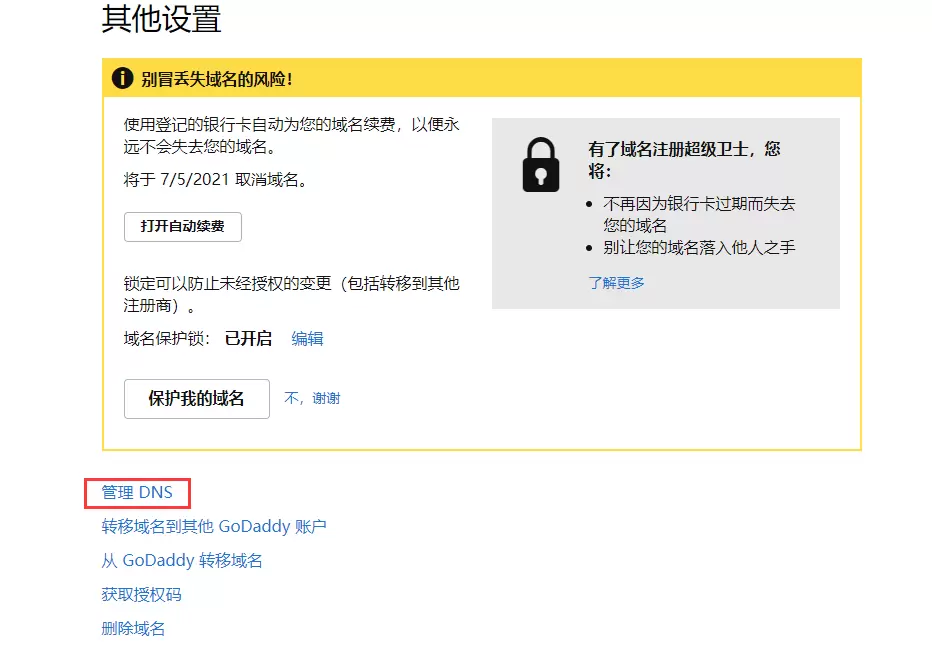 其他设置
别冒丢失域名的风险!
使用登记的银行卡自动为您的域名续费，以便永
远不会失去您的域名。
将于 7/5/2021 取消域名。
打开自动续费
锁定可以防止未经授权的变更（包括转移到其他
注册商）。
域名保护锁： 已开启 编辑
保护我的域名 不，谢谢
有了域名注册超级卫士，您
将：
不再因为银行卡过期而失去
您的域名
别让您的域名落入他人之手
了解更多
管理 DNS
转移域名到其他 GoDaddy 账户
从 GoDaddy 转移域名
获取授权码
删除域名